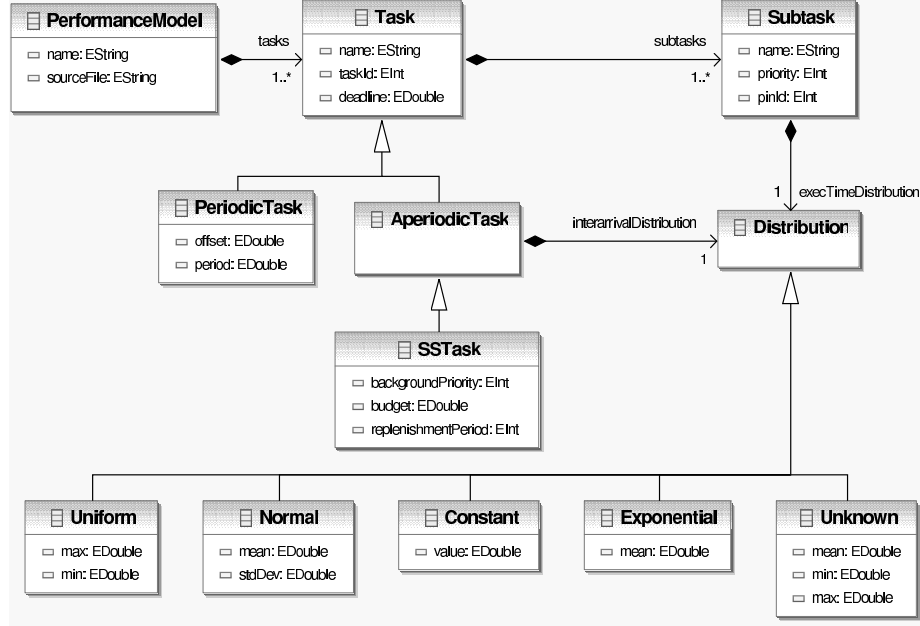 PerformanceModel
name: EString
sourceFile: EString
tasks
1..*
Task
name: EString
taskId: EInt
deadline: EDouble
subtasks
1..*
Subtask
name: EString
priority: EInt
pinId: EInt
1
execTimeDistribution
PeriodicTask
offset: EDouble
period: EDouble
AperiodicTask
interarrivalDistribution
1
Distribution
SSTask
backgroundPriority: EInt
budget: EDouble
replenishmentPeriod: EInt
Uniform
max: EDouble
min: EDouble
Normal
mean: EDouble
stdDev: EDouble
Constant
value: EDouble
Exponential
mean: EDouble
Unknown
mean: EDouble
min: EDouble
max: EDouble